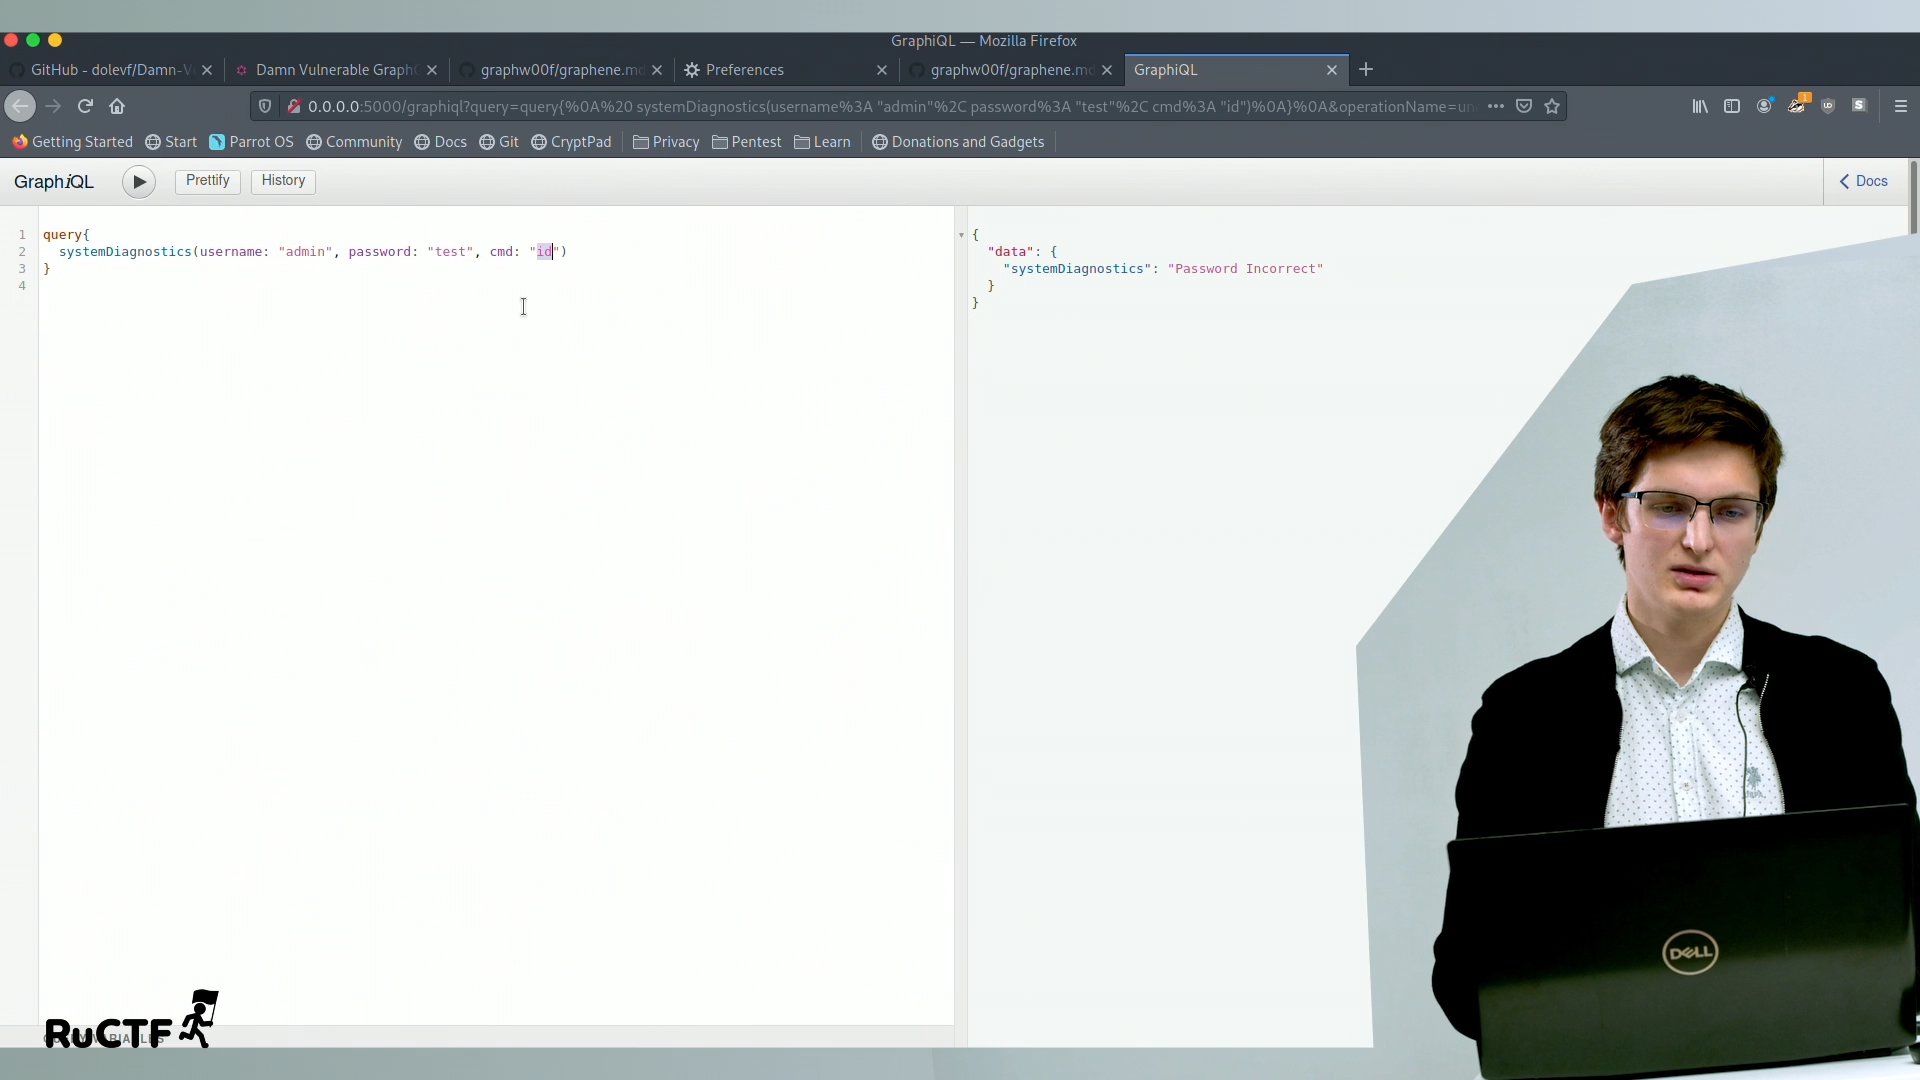 GraphiQL — Mozilla Firefox
GitHub - dolevf/Damn-V
Damn Vulnerable GraphQ
graphw00f/graphene.md
Preferences
graphw00f/graphene.md
GraphiQL
0.0.0.0:5000/graphiql?query=query{%0A%20 systemDiagnostics(username%3A "admin"%2C password%3A "test"%2C cmd%3A "id")%0A}%0A&operationName=un
Getting Started
Start
Parrot OS
Community
Docs
Git
CryptPad
Privacy
Pentest
Learn
Donations and Gadgets
GraphiQL
Prettify
History
Docs
1 query{
2 systemDiagnostics(username: "admin", password: "test", cmd: "id")
3 }
4
{
"data": {
"systemDiagnostics": "Password Incorrect"
}
}
DELL
RuCTF